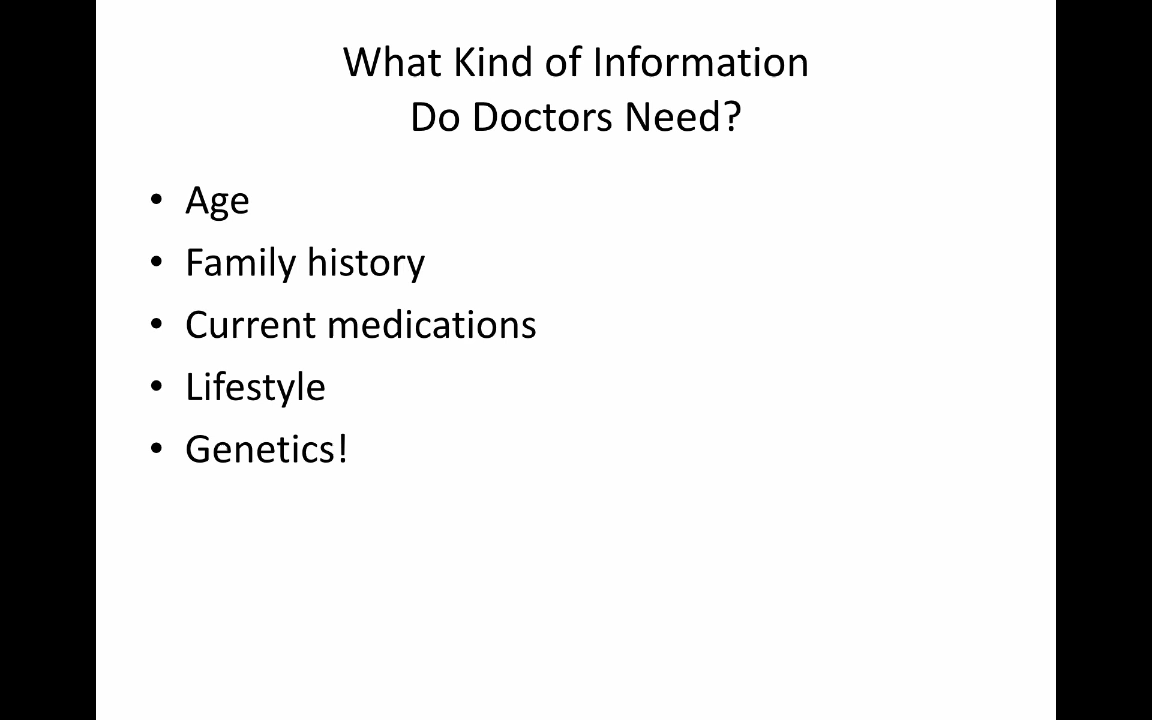 What Kind of Information
Do Doctors Need?
• Age
• Family history
• Current medications
• Lifestyle
• Genetics!